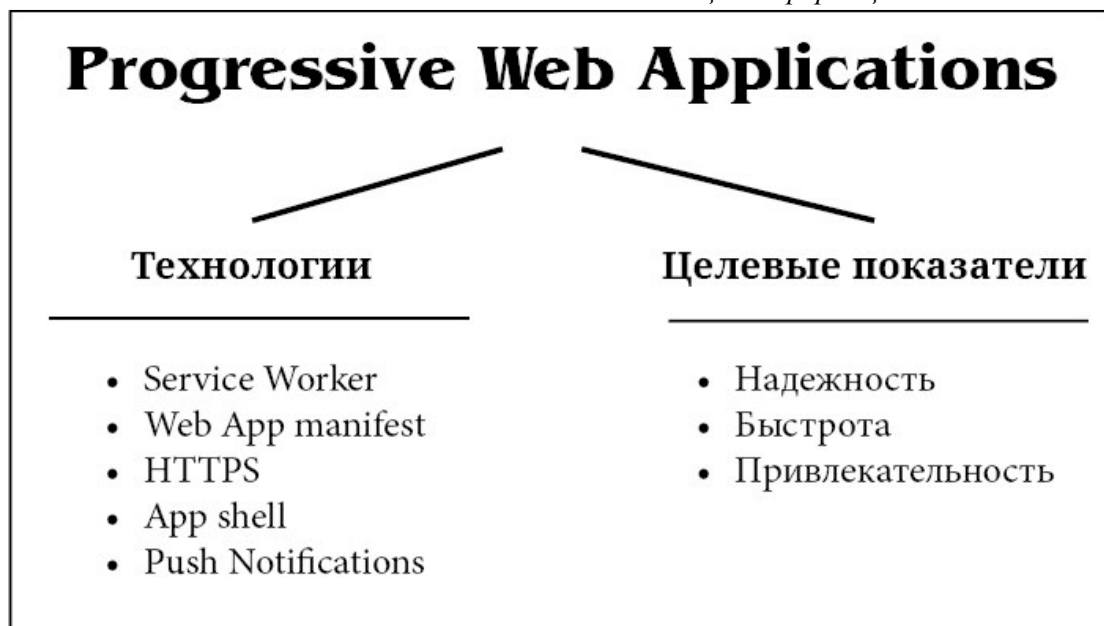 Progressive Web Applications
Технологии
• Service Worker
• Web App manifest
• HTTPS
• App shell
• Push Notifications
Целевые показатели
• Надежность
• Быстрота
• Привлекательность